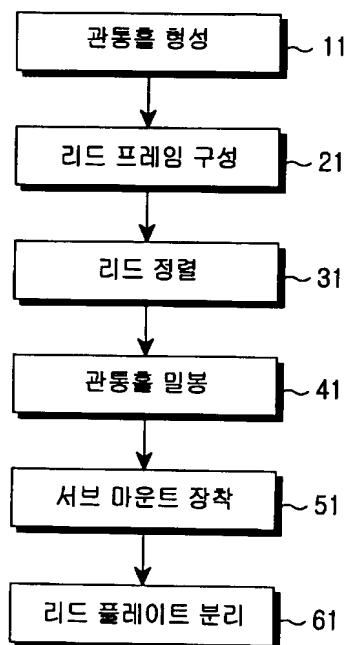 관통홀 형성 11
리드 프레임 구성 21
리드 정렬 31
관통홀 밀봉 41
서브 마운트 장착 51
리드 플레이트 분리 61